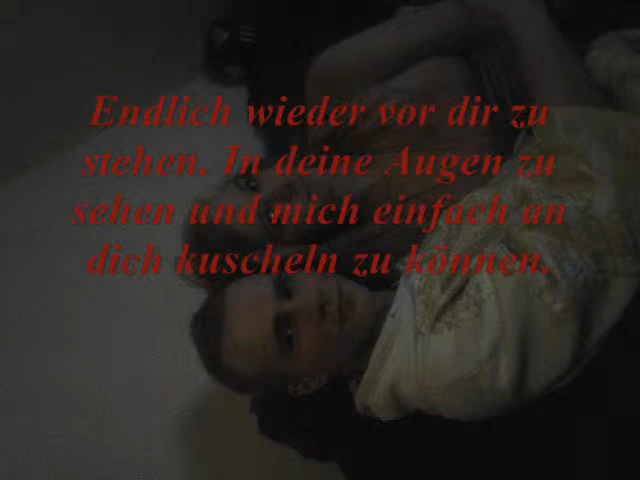 Endlich wieder vor dir zu
stehen. In deine Augen zu
sehen und mich einfach an
dich kuscheln zu können.